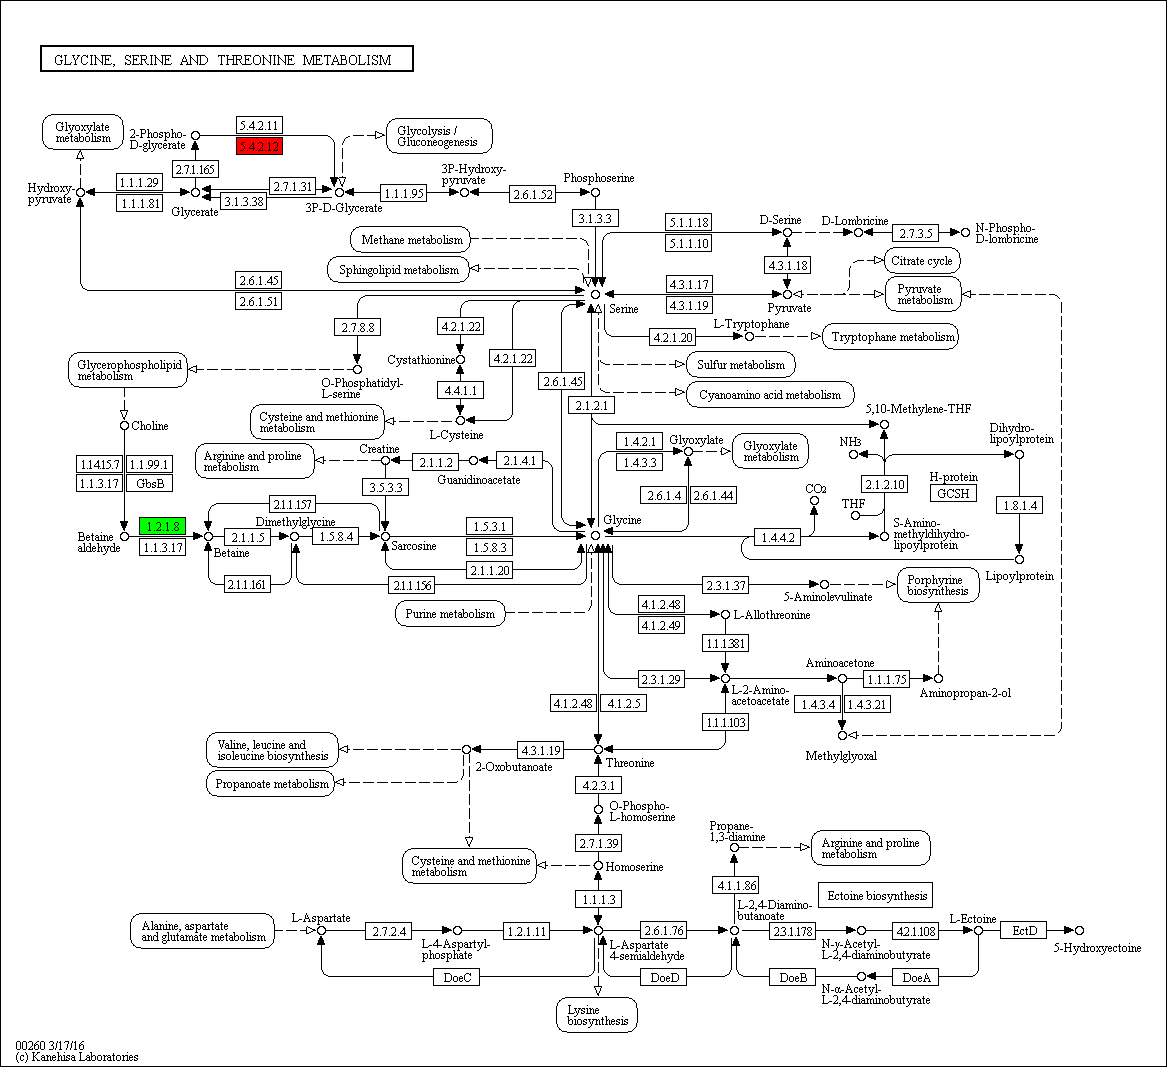 GLYCINE, SERINE AND THREONINE METABOLISM
Glyoxylate
metabolism
2-Phospho-
D-glycerate
5.4.2.11
5.4.2.12
Glycolysis /
Gluconeogenesis
2.7.1.165
Hydroxy-
pyruvate
1.1.1.29
1.1.1.81
Glycerate
2.7.1.31
3.1.3.38
3P-D-Glycerate
1.1.1.95
3P-Hydroxy-
pyruvate
2.6.1.52
Phosphoserine
3.1.3.3
Methane metabolism
Sphingolipid metabolism
5.1.1.18
5.1.1.10
D-Serine
D-Lombricine
2.7.3.5
N-Phospho-
D-lombricine
4.3.1.18
Citrate cycle
2.6.1.45
2.6.1.51
Serine
4.3.1.17
4.3.1.19
Pyruvate
Pyruvate
metabolism
2.7.8.8
4.2.1.22
4.2.1.22
4.2.1.20
L-Tryptophane
Tryptophane metabolism
Glycerophospholipid
metabolism
O-Phosphatidyl-
L-serine
Cystathionine
4.4.1.1
2.6.1.45
2.1.2.1
Sulfur metabolism
Cyanoamino acid metabolism
Choline
Cysteine and methionine
metabolism
L-Cysteine
5,10-Methylene-THF
Arginine and proline
metabolism
Creatine
2.1.1.2
Guanidinoacetate
2.1.4.1
1.4.2.1
1.4.3.3
Glyoxylate
Glyoxylate
metabolism
NH3
Dihydro-
lipoylprotein
1.14.15.7
1.1.99.1
1.1.3.17
GbsB
3.5.3.3
2.6.1.4
2.6.1.44
CO2
THF
2.1.2.10
H-protein
GCSH
1.8.1.4
2.1.1.157
Betaine
aldehyde
1.2.1.8
1.1.3.17
Betaine
2.1.1.5
Dimethylglycine
1.5.8.4
Sarcosine
1.5.3.1
1.5.8.3
Glycine
1.4.4.2
S-Amino-
methyldihydro-
lipoylprotein
Lipoylprotein
2.1.1.161
2.1.1.156
2.1.1.20
2.3.1.37
5-Aminolevulinate
Porphyrine
biosynthesis
Purine metabolism
4.1.2.48
4.1.2.49
L-Allothreonine
1.1.1.381
2.3.1.29
L-2-Amino-
acetoacetate
Aminoacetone
1.1.1.75
Aminopropan-2-ol
4.1.2.48
4.1.2.5
1.1.1.103
1.4.3.4
1.4.3.21
Methylglyoxal
Valine, leucine and
isoleucine biosynthesis
2-Oxobutanoate
4.3.1.19
Threonine
Propanoate metabolism
4.2.3.1
O-Phospho-
L-homoserine
2.7.1.39
Cysteine and methionine
metabolism
Homoserine
Propane-
1,3-diamine
Arginine and proline
metabolism
1.1.1.3
4.1.1.86
Ectoine biosynthesis
Alanine, aspartate
and glutamate metabolism
L-Aspartate
2.7.2.4
L-4-Aspartyl-
phosphate
1.2.1.11
L-Aspartate
4-semialdehyde
2.6.1.76
L-2,4-Diamino-
butanoate
2.3.1.178
N-γ-Acetyl-
L-2,4-diaminobutyrate
4.2.1.108
L-Ectoine
EctD
5-Hydroxyectoine
DoeC
DoeD
DoeB
DoeA
N-α-Acetyl-
L-2,4-diaminobutyrate
Lysine
biosynthesis
00260 3/17/16
(c) Kanehisa Laboratories